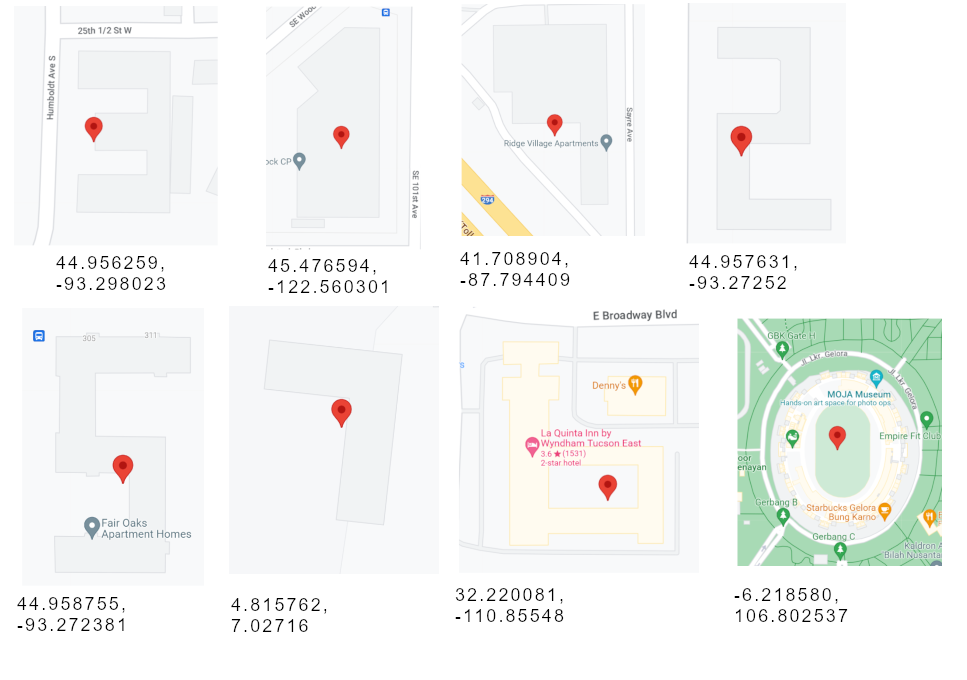 25th 1/2 St W
Humboldt Ave S
44.956259,
-93.298023
SE Woo
ock CP
SE 101st Ave
45.476594,
-122.560301
Sayre Ave
Ridge Village Apartments
294
41.708904,
-87.794409
44.957631,
-93.27252
305
311
Fair Oaks
Apartment Homes
44.958755,
-93.272381
4.815762,
7.02716
E Broadway Blvd
Denny's
La Quinta Inn by
Wyndham Tucson East
3.6 ★ (1531)
2-star hotel
32.220081,
-110.85548
GBK Gate H
Jl. Lkr. Gelora
Jl. Lkr. Gelora
MOJA Museum
Hands-on art space for photo ops
Empire Fit Club
oor
enayan
Gerbang B
Starbucks Gelora
Bung Karno
Gerbang C
Kaldron A
Bilah Nusantar
-6.218580,
106.802537